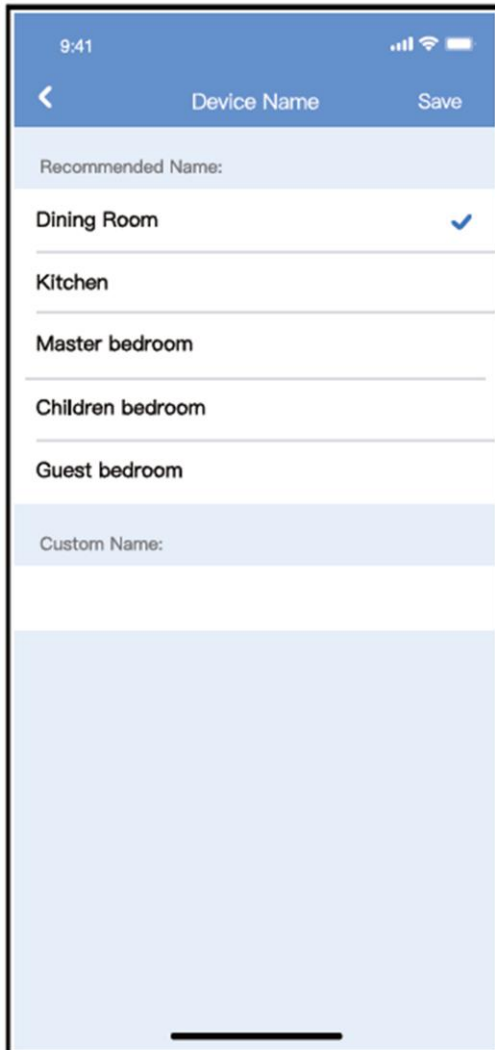 9:41
Device Name Save
Recommended Name:
Dining Room
Kitchen
Master bedroom
Children bedroom
Guest bedroom
Custom Name: